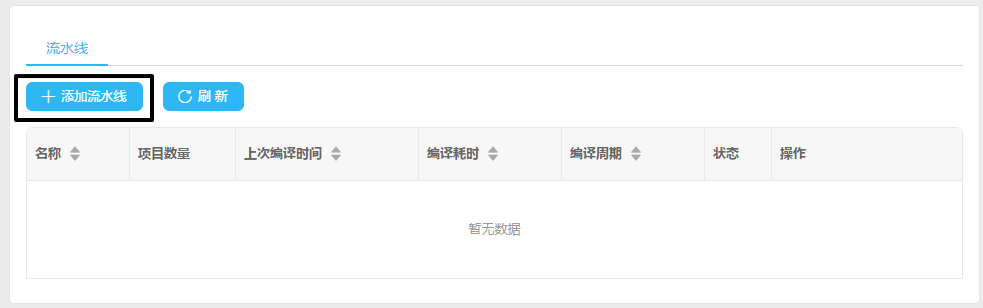 流水线
添加流水线 刷 新
名称 项目数量 上次编译时间 编译耗时 编译周期 状态 操作
暂无数据